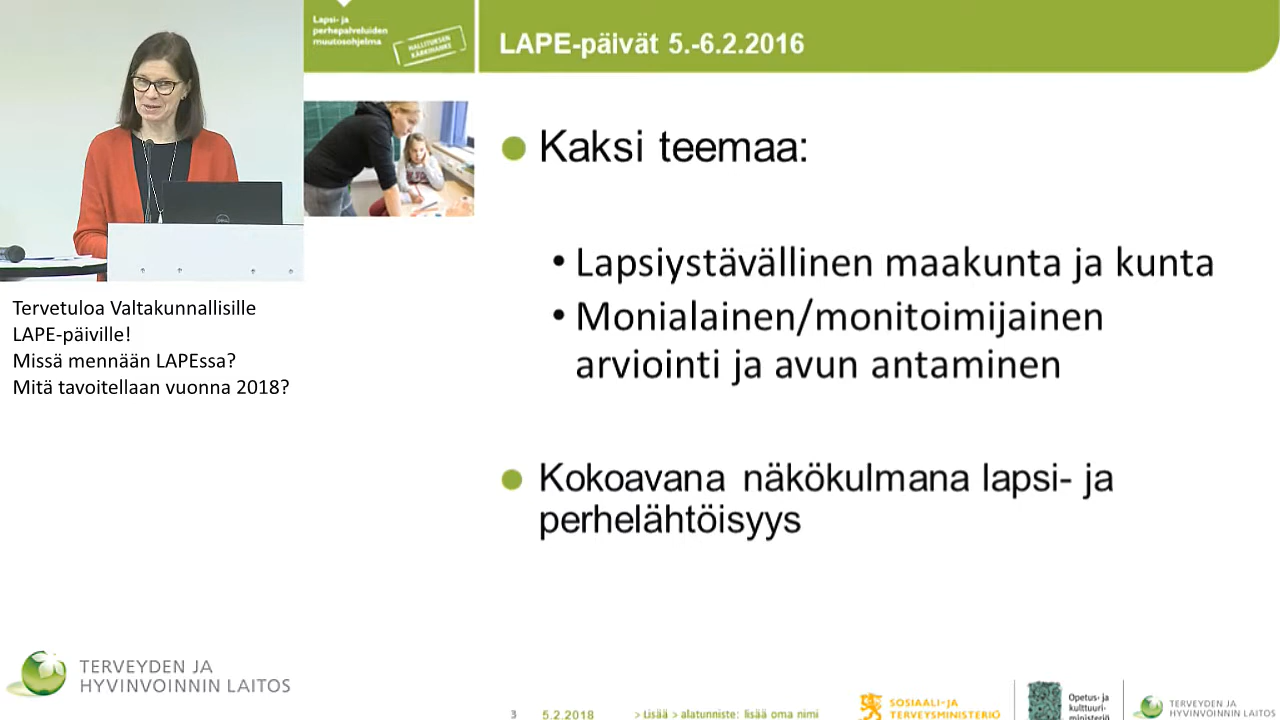 Lapsi- ja
perhepalveluiden
muutosohjelma
HALLITUKSEN
KÄRKIHANKE
LAPE-päivät 5.-6.2.2016
Kaksi teemaa:
• Lapsiystävällinen maakunta ja kunta
• Monialainen/monitoimijainen
arviointi ja avun antaminen
Kokoavana näkökulmana lapsi- ja
perhelähtöisyys
Tervetuloa Valtakunnallisille
LAPE-päiville!
Missä mennään LAPEssa?
Mitä tavoitellaan vuonna 2018?
DELL
TERVEYDEN JA
HYVINVOINNIN LAITOS
3 5.2.2018 > Lisää > alatunniste: lisää oma nimi
SOSIAALI- JA
TERVEYSMINISTERIÖ
Opetus- ja
kulttuuri-
ministeriö
TERVEYDEN JA
HYVINVOINNIN LAITOS